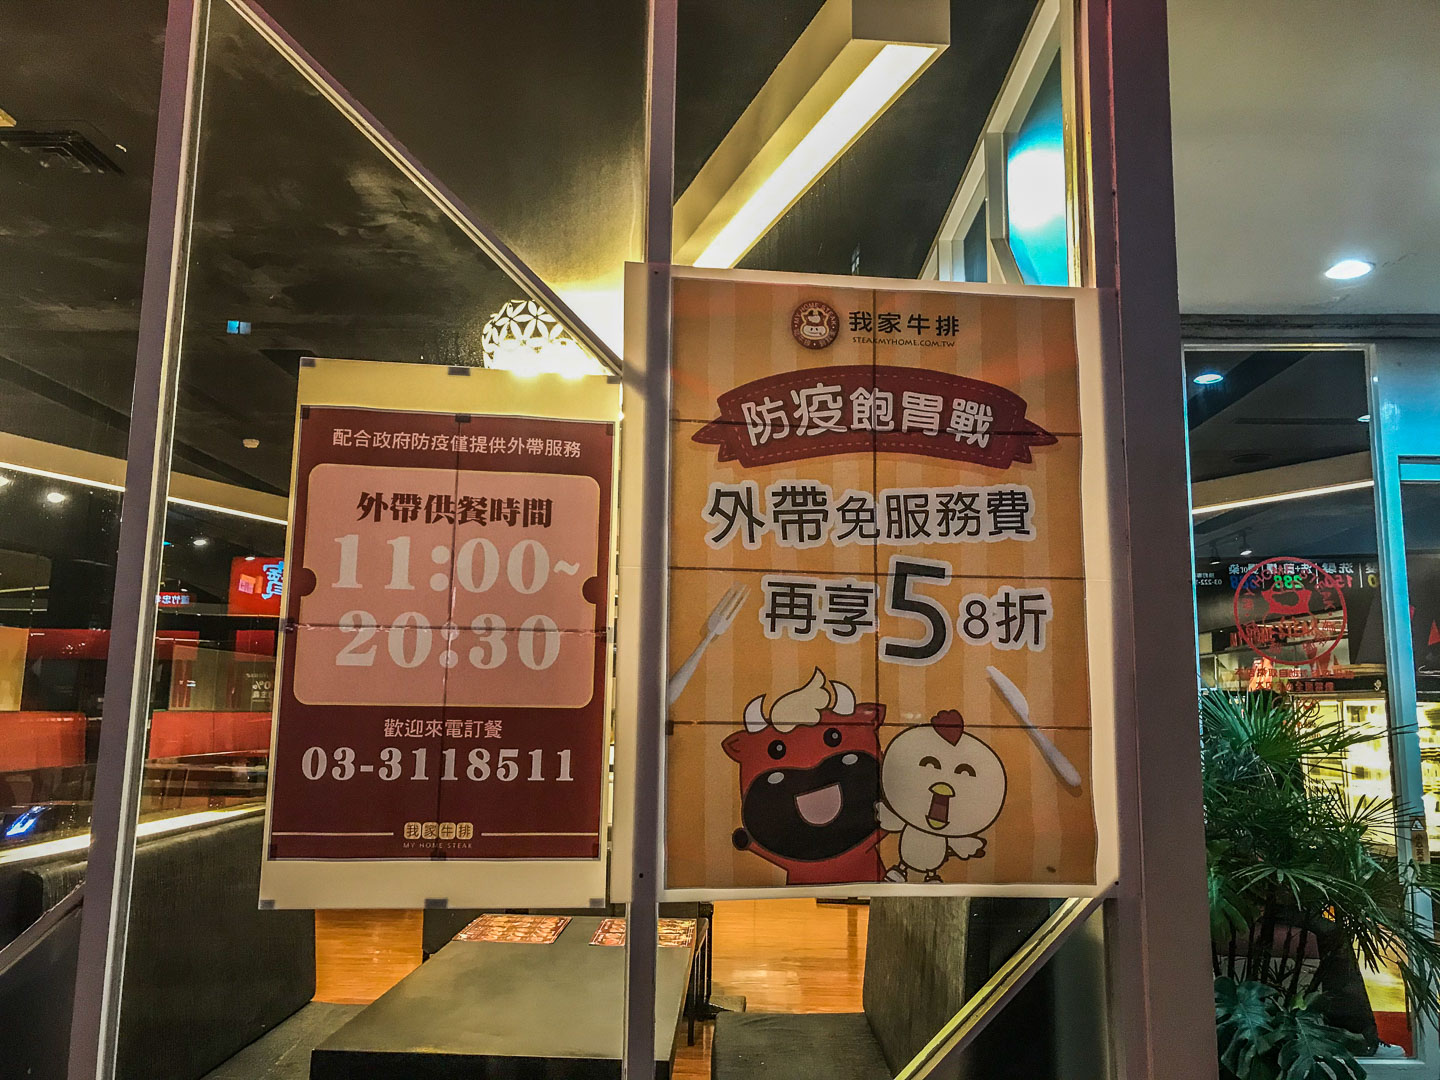 配合政府防疫僅提供外帶服務
外帶供餐時間
11:00~
20:30
歡迎來電訂餐
03-3118511
我家牛排
MY HOME STEAK
MY HOME STEAK
我家牛排
STEAKMYHOME.COM.TW
防疫飽胃戰
外帶免服務費
再享58折